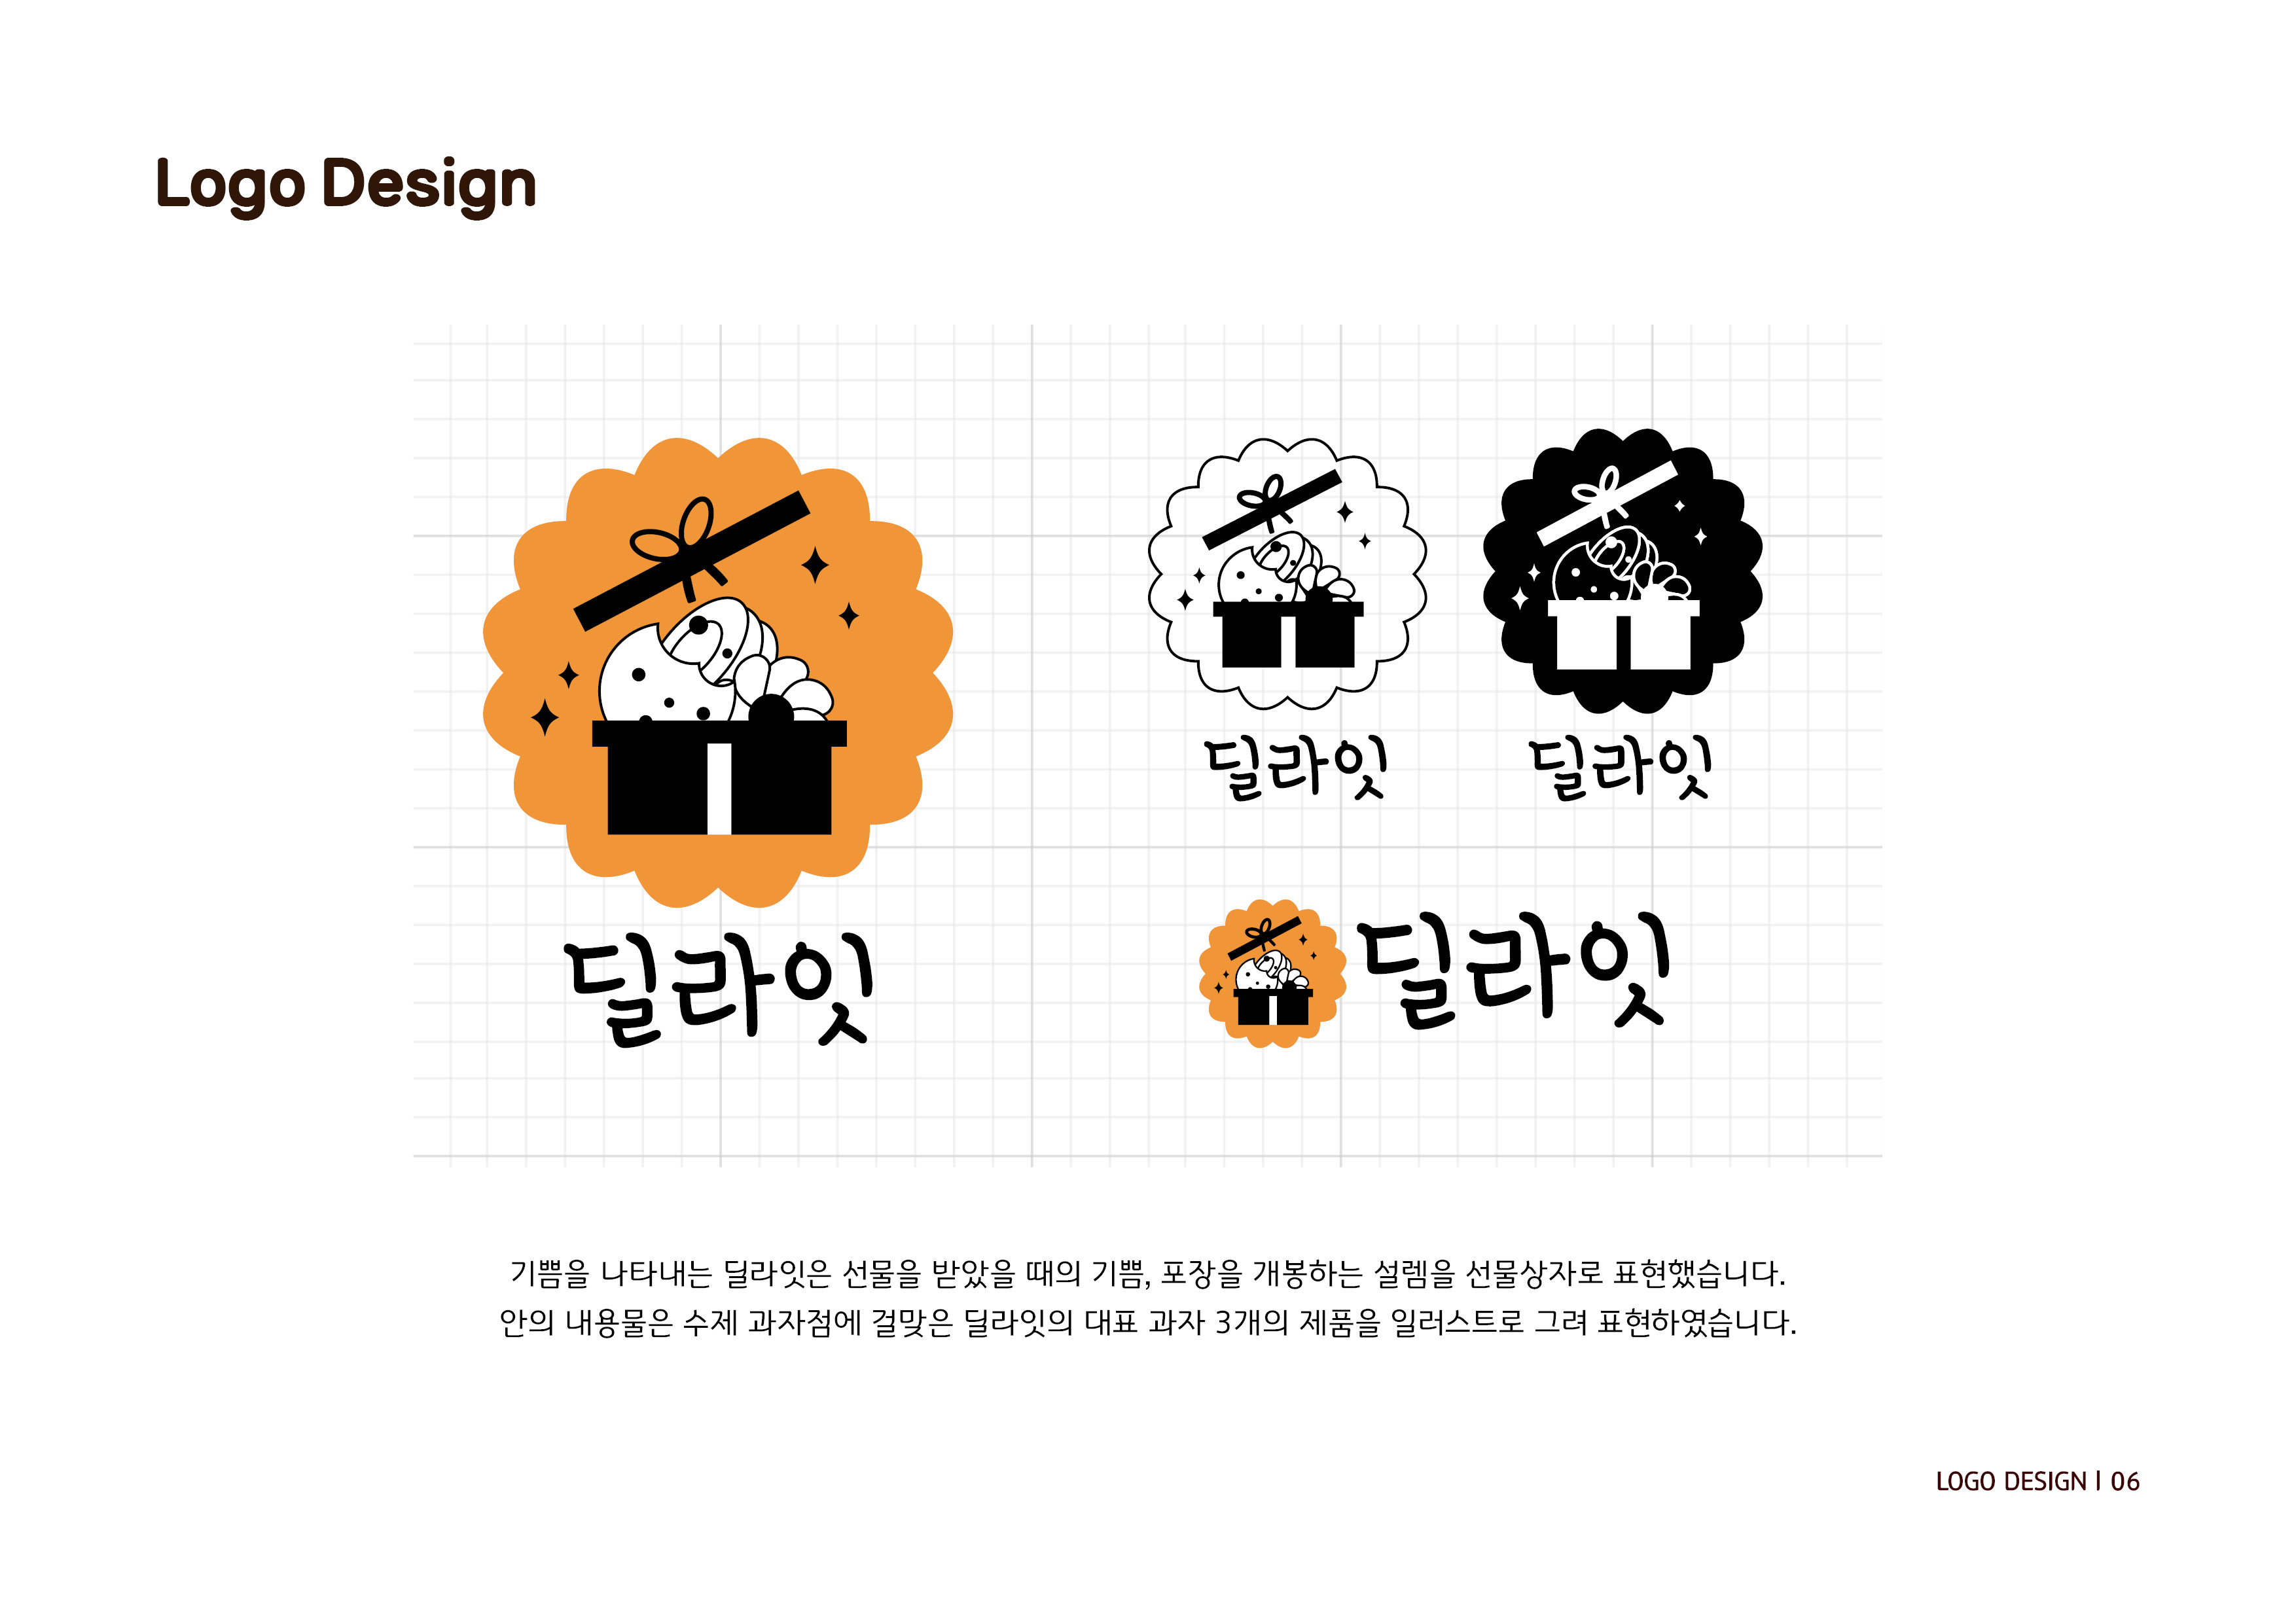 Logo Design
딜라잇
딜라잇
딜라잇
딜라잇
기쁨을 나타내는 딜라잇은 선물을 받았을 때의 기쁨, 포장을 개봉하는 설렘을 선물상자로 표현했습니다.
안의 내용물은 수제 과자점에 걸맞은 딜라잇의 대표 과자 3개의 제품을 일러스트로 그려 표현하였습니다.
LOGO DESIGN | 06